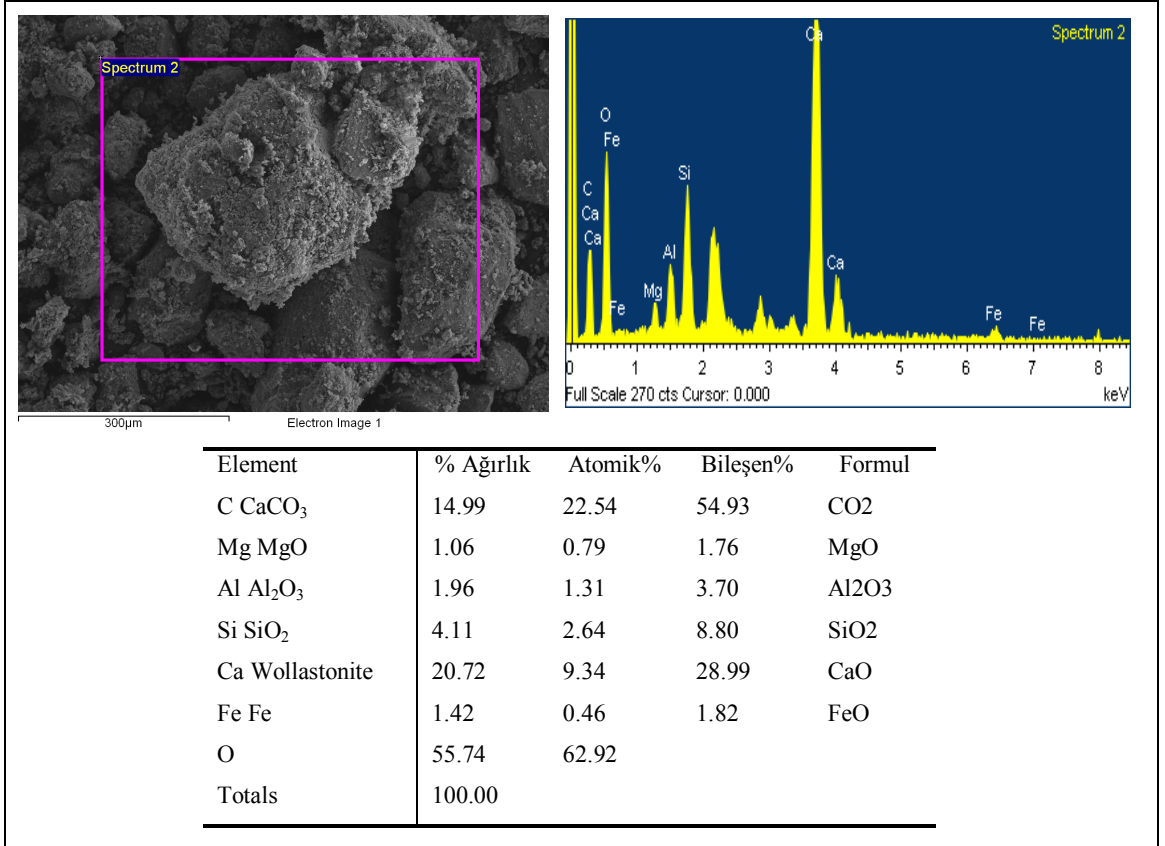 Spectrum 2
300µm Electron Image 1
Spectrum 2
Ca
O
Fe
Si
C
Ca
Ca
Al
Ca
Mg
Fe
Fe
Fe
0 1 2 3 4 5 6 7 8
Full Scale 270 cts Cursor: 0.000 keV
Element % Ağırlık Atomik% Bileşen% Formul
C CaCO₃ 14.99 22.54 54.93 CO2
Mg MgO 1.06 0.79 1.76 MgO
Al Al₂O₃ 1.96 1.31 3.70 Al2O3
Si SiO₂ 4.11 2.64 8.80 SiO2
Ca Wollastonite 20.72 9.34 28.99 CaO
Fe Fe 1.42 0.46 1.82 FeO
O 55.74 62.92
Totals 100.00